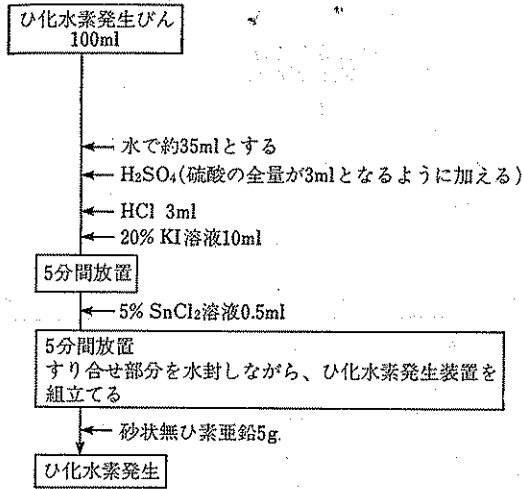 ひ化水素発生びん
100ml
水で約35mlとする
H₂SO₄(硫酸の全量が3mlとなるように加える)
HCl 3ml
20% KI溶液10ml
5分間放置
5% SnCl₂溶液0.5ml
5分間放置
すり合せ部分を水封しながら、ひ化水素発生装置を
組立てる
砂状無ひ素亜鉛5g.
ひ化水素発生